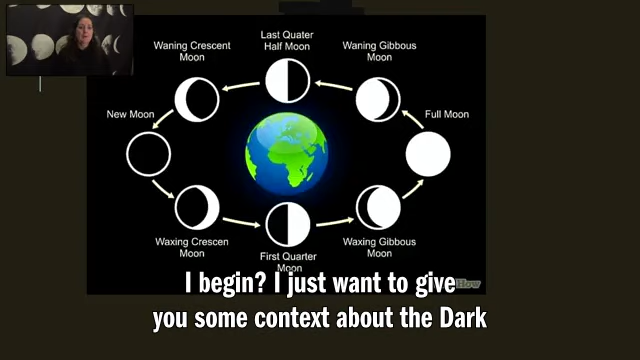 Last Quater
Half Moon
Waning Crescent
Moon
Waning Gibbous
Moon
New Moon
Full Moon
Waxing Crescen
Moon
First Quarter
Moon
Waxing Gibbous
Moon
I begin? I just want to give
you some context about the Dark